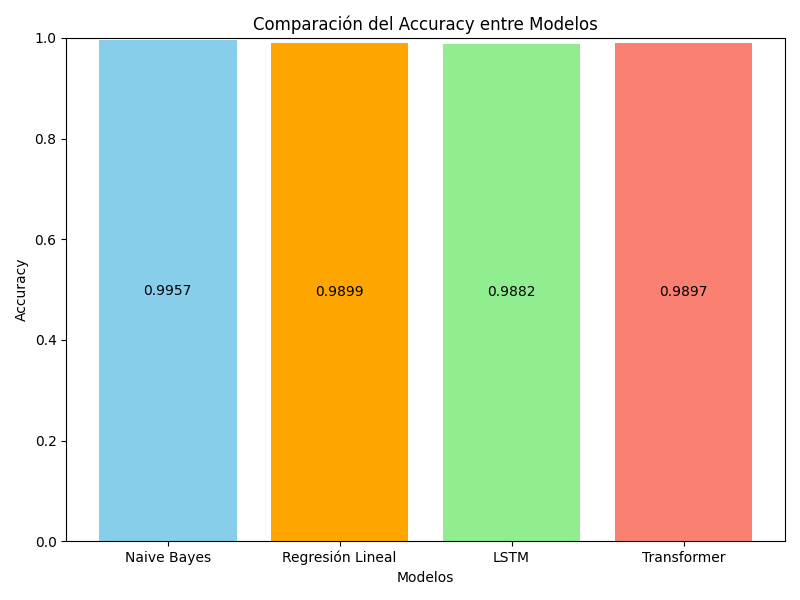 Comparación del Accuracy entre Modelos
Accuracy
1.0
0.8
0.6
0.4
0.2
0.0
0.9957
0.9899
0.9882
0.9897
Naive Bayes
Regresión Lineal
LSTM
Transformer
Modelos